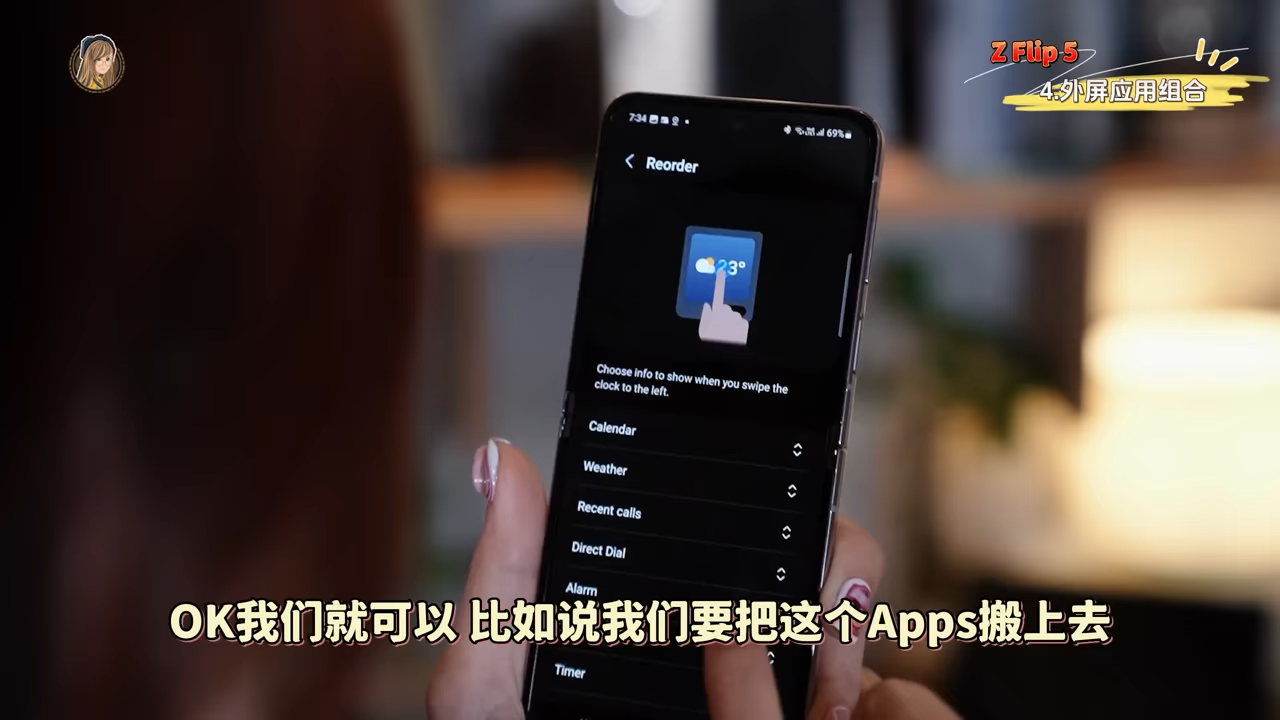 Z Flip 5
4.外屏应用组合
7:34
69%
Reorder
23°
Choose info to show when you swipe the
clock to the left.
Calendar
Weather
Recent calls
Direct Dial
Alarm
OK我们就可以 比如说我们要把这个Apps搬上去
Timer